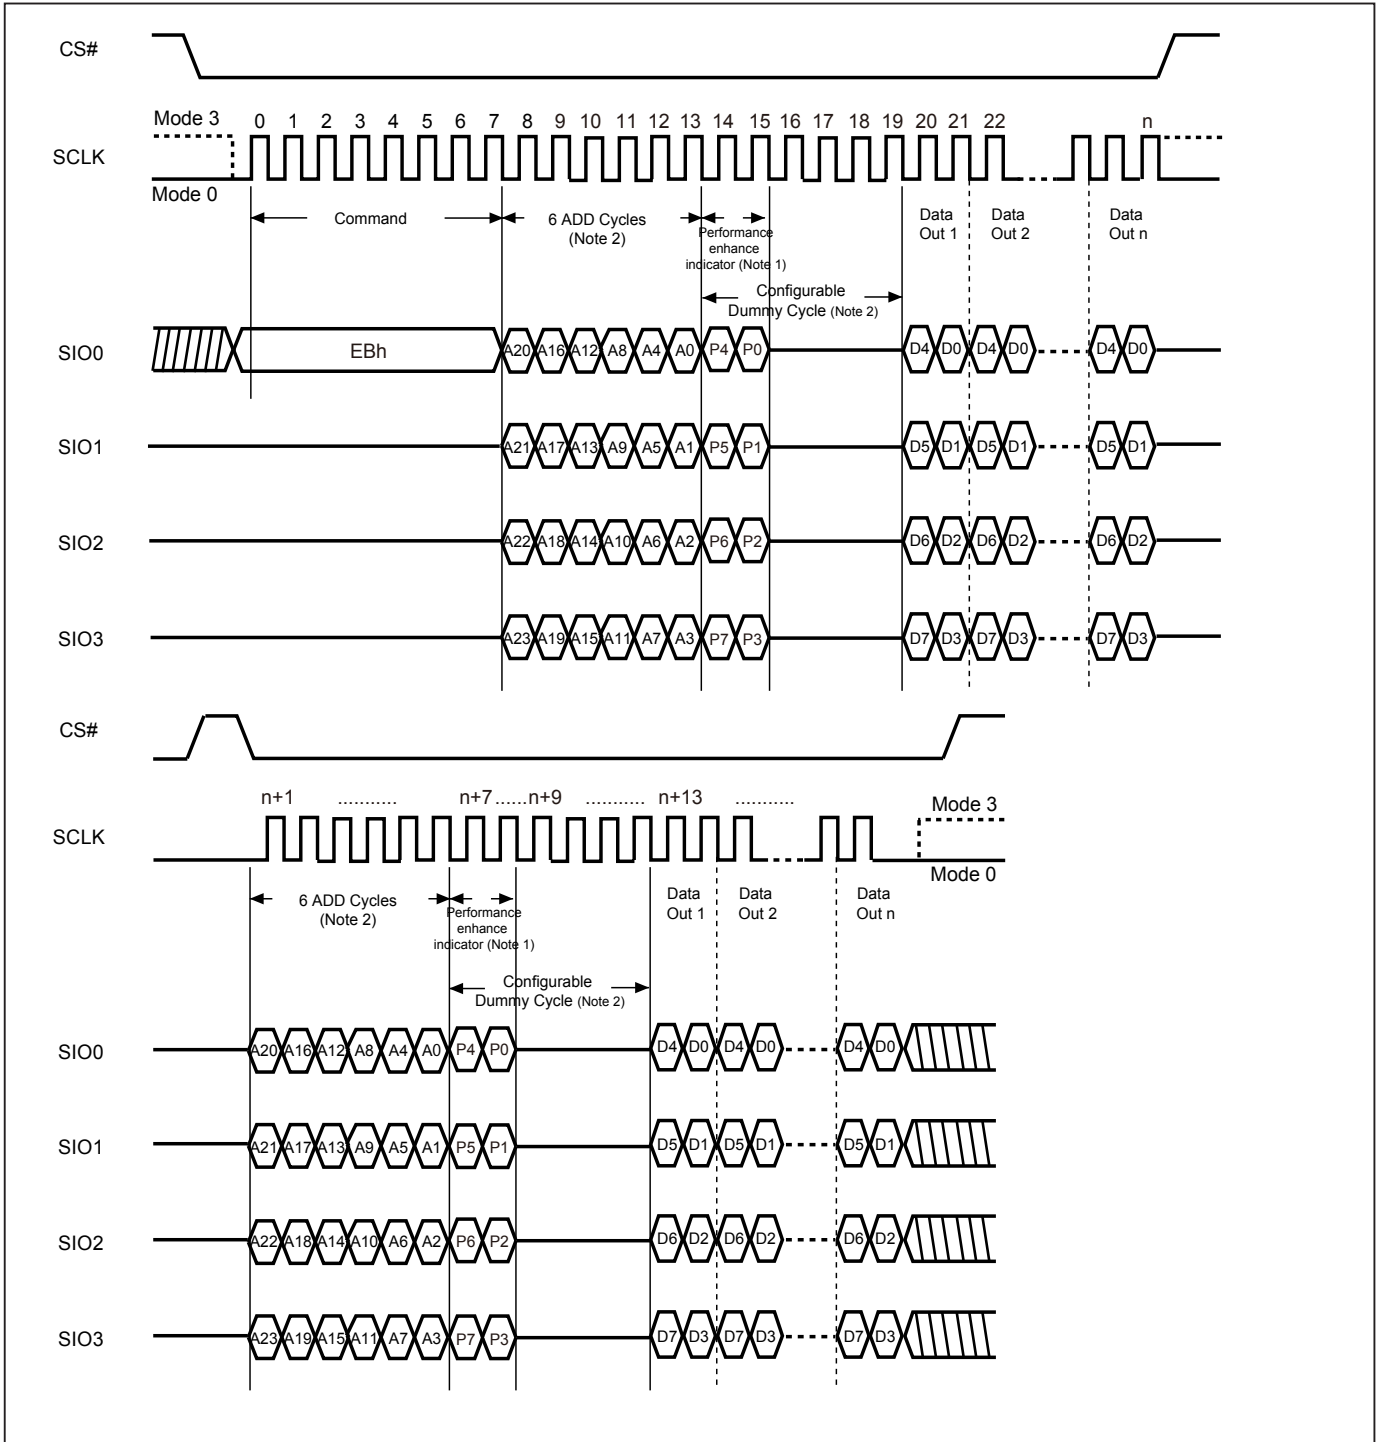 CS#
Mode 3
0 1 2 3 4 5 6 7 8 9 10 11 12 13 14 15 16 17 18 19 20 21 22 n
SCLK
Mode 0
Command
6 ADD Cycles
(Note 2)
Performance
enhance
indicator (Note 1)
Data
Out 1
Data
Out 2
Data
Out n
Configurable
Dummy Cycle (Note 2)
SIO0
EBh
A20 A16 A12 A8 A4 A0 P4 P0 D4 D0 D4 D0 D4 D0
SIO1
A21 A17 A13 A9 A5 A1 P5 P1 D5 D1 D5 D1 D5 D1
SIO2
A22 A18 A14 A10 A6 A2 P6 P2 D6 D2 D6 D2 D6 D2
SIO3
A23 A19 A15 A11 A7 A3 P7 P3 D7 D3 D7 D3 D7 D3
CS#
n+1 ........... n+7 ......n+9 ........... n+13 ...........
Mode 3
SCLK
Mode 0
6 ADD Cycles
(Note 2)
Performance
enhance
indicator (Note 1)
Data
Out 1
Data
Out 2
Data
Out n
Configurable
Dummy Cycle (Note 2)
SIO0
A20 A16 A12 A8 A4 A0 P4 P0 D4 D0 D4 D0 D4 D0
SIO1
A21 A17 A13 A9 A5 A1 P5 P1 D5 D1 D5 D1 D5 D1
SIO2
A22 A18 A14 A10 A6 A2 P6 P2 D6 D2 D6 D2 D6 D2
SIO3
A23 A19 A15 A11 A7 A3 P7 P3 D7 D3 D7 D3 D7 D3